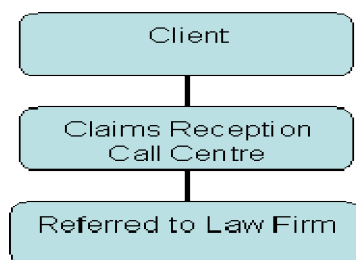 Client
Claims Reception
Call Centre
Referred to Law Firm